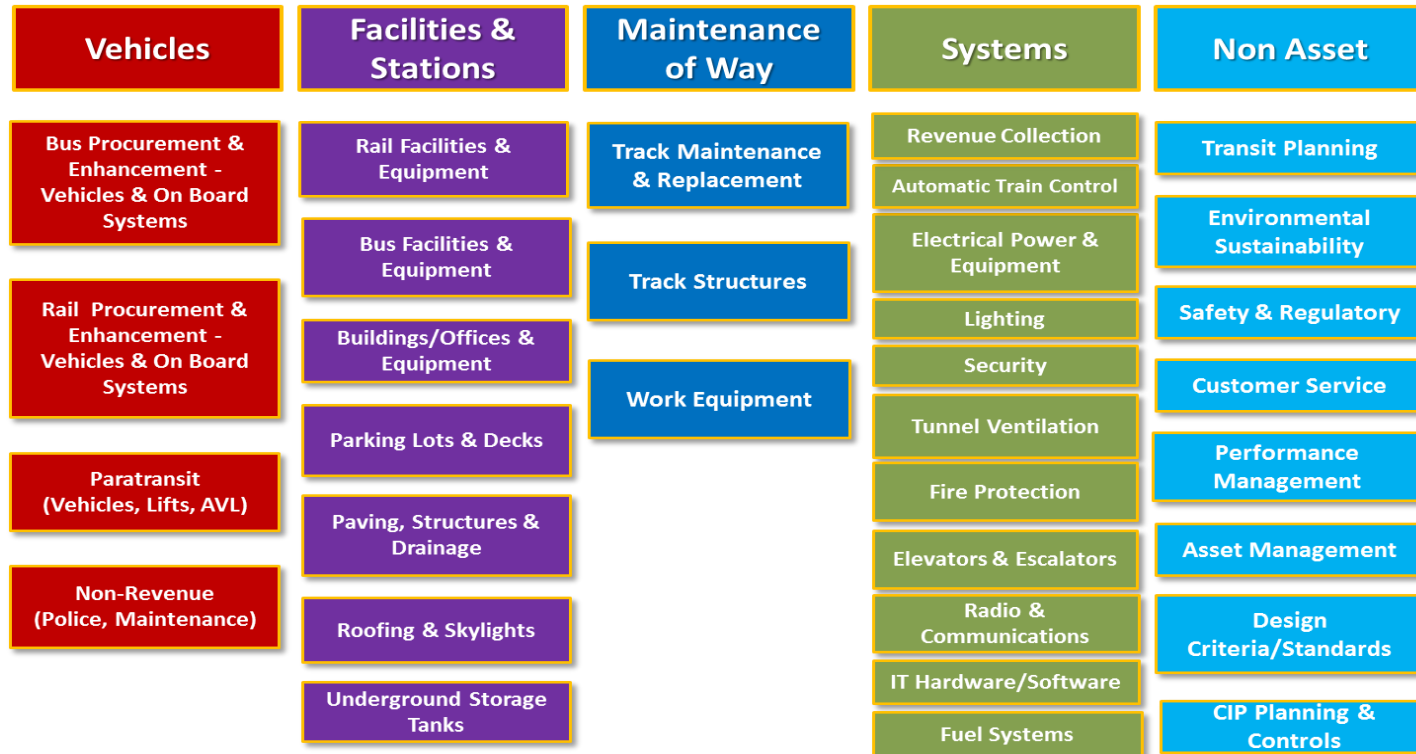 Vehicles
Bus Procurement &
Enhancement -
Vehicles & On Board
Systems
Rail Procurement &
Enhancement -
Vehicles & On Board
Systems
Paratransit
(Vehicles, Lifts, AVL)
Non-Revenue
(Police, Maintenance)
Facilities &
Stations
Rail Facilities &
Equipment
Bus Facilities &
Equipment
Buildings/Offices &
Equipment
Parking Lots & Decks
Paving, Structures &
Drainage
Roofing & Skylights
Underground Storage
Tanks
Maintenance
of Way
Track Maintenance
& Replacement
Track Structures
Work Equipment
Systems
Revenue Collection
Automatic Train Control
Electrical Power &
Equipment
Lighting
Security
Tunnel Ventilation
Fire Protection
Elevators & Escalators
Radio &
Communications
IT Hardware/Software
Fuel Systems
Non Asset
Transit Planning
Environmental
Sustainability
Safety & Regulatory
Customer Service
Performance
Management
Asset Management
Design
Criteria/Standards
CIP Planning &
Controls